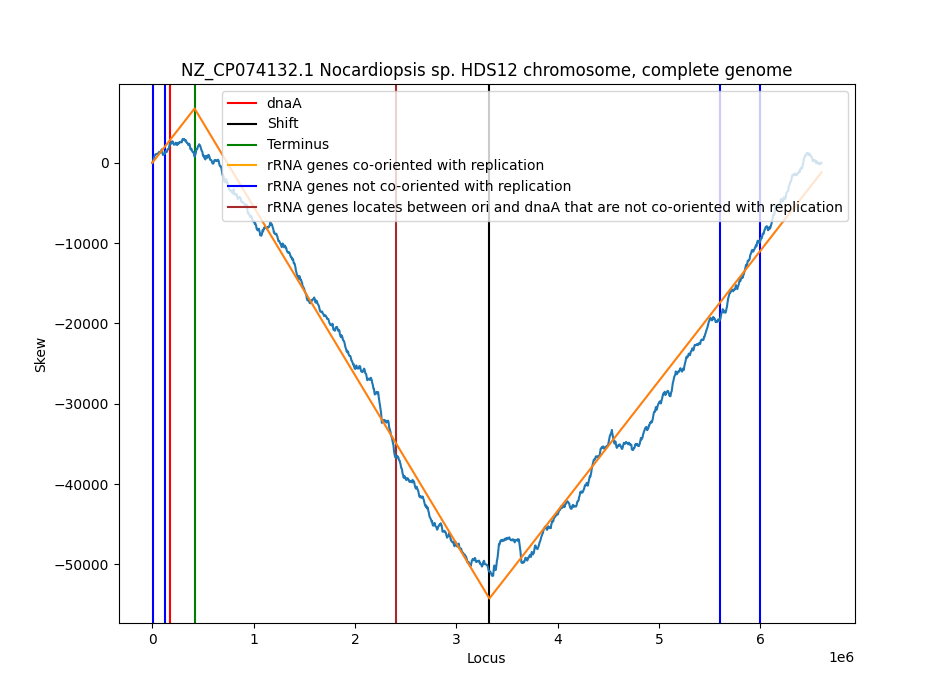 NZ_CP074132.1 Nocardiopsis sp. HDS12 chromosome, complete genome
dnaA
Shift
Terminus
rRNA genes co-oriented with replication
rRNA genes not co-oriented with replication
rRNA genes locates between ori and dnaA that are not co-oriented with replication
0
−10000
−20000
−30000
−40000
−50000
Skew
0 1 2 3 4 5 6
1e6
Locus